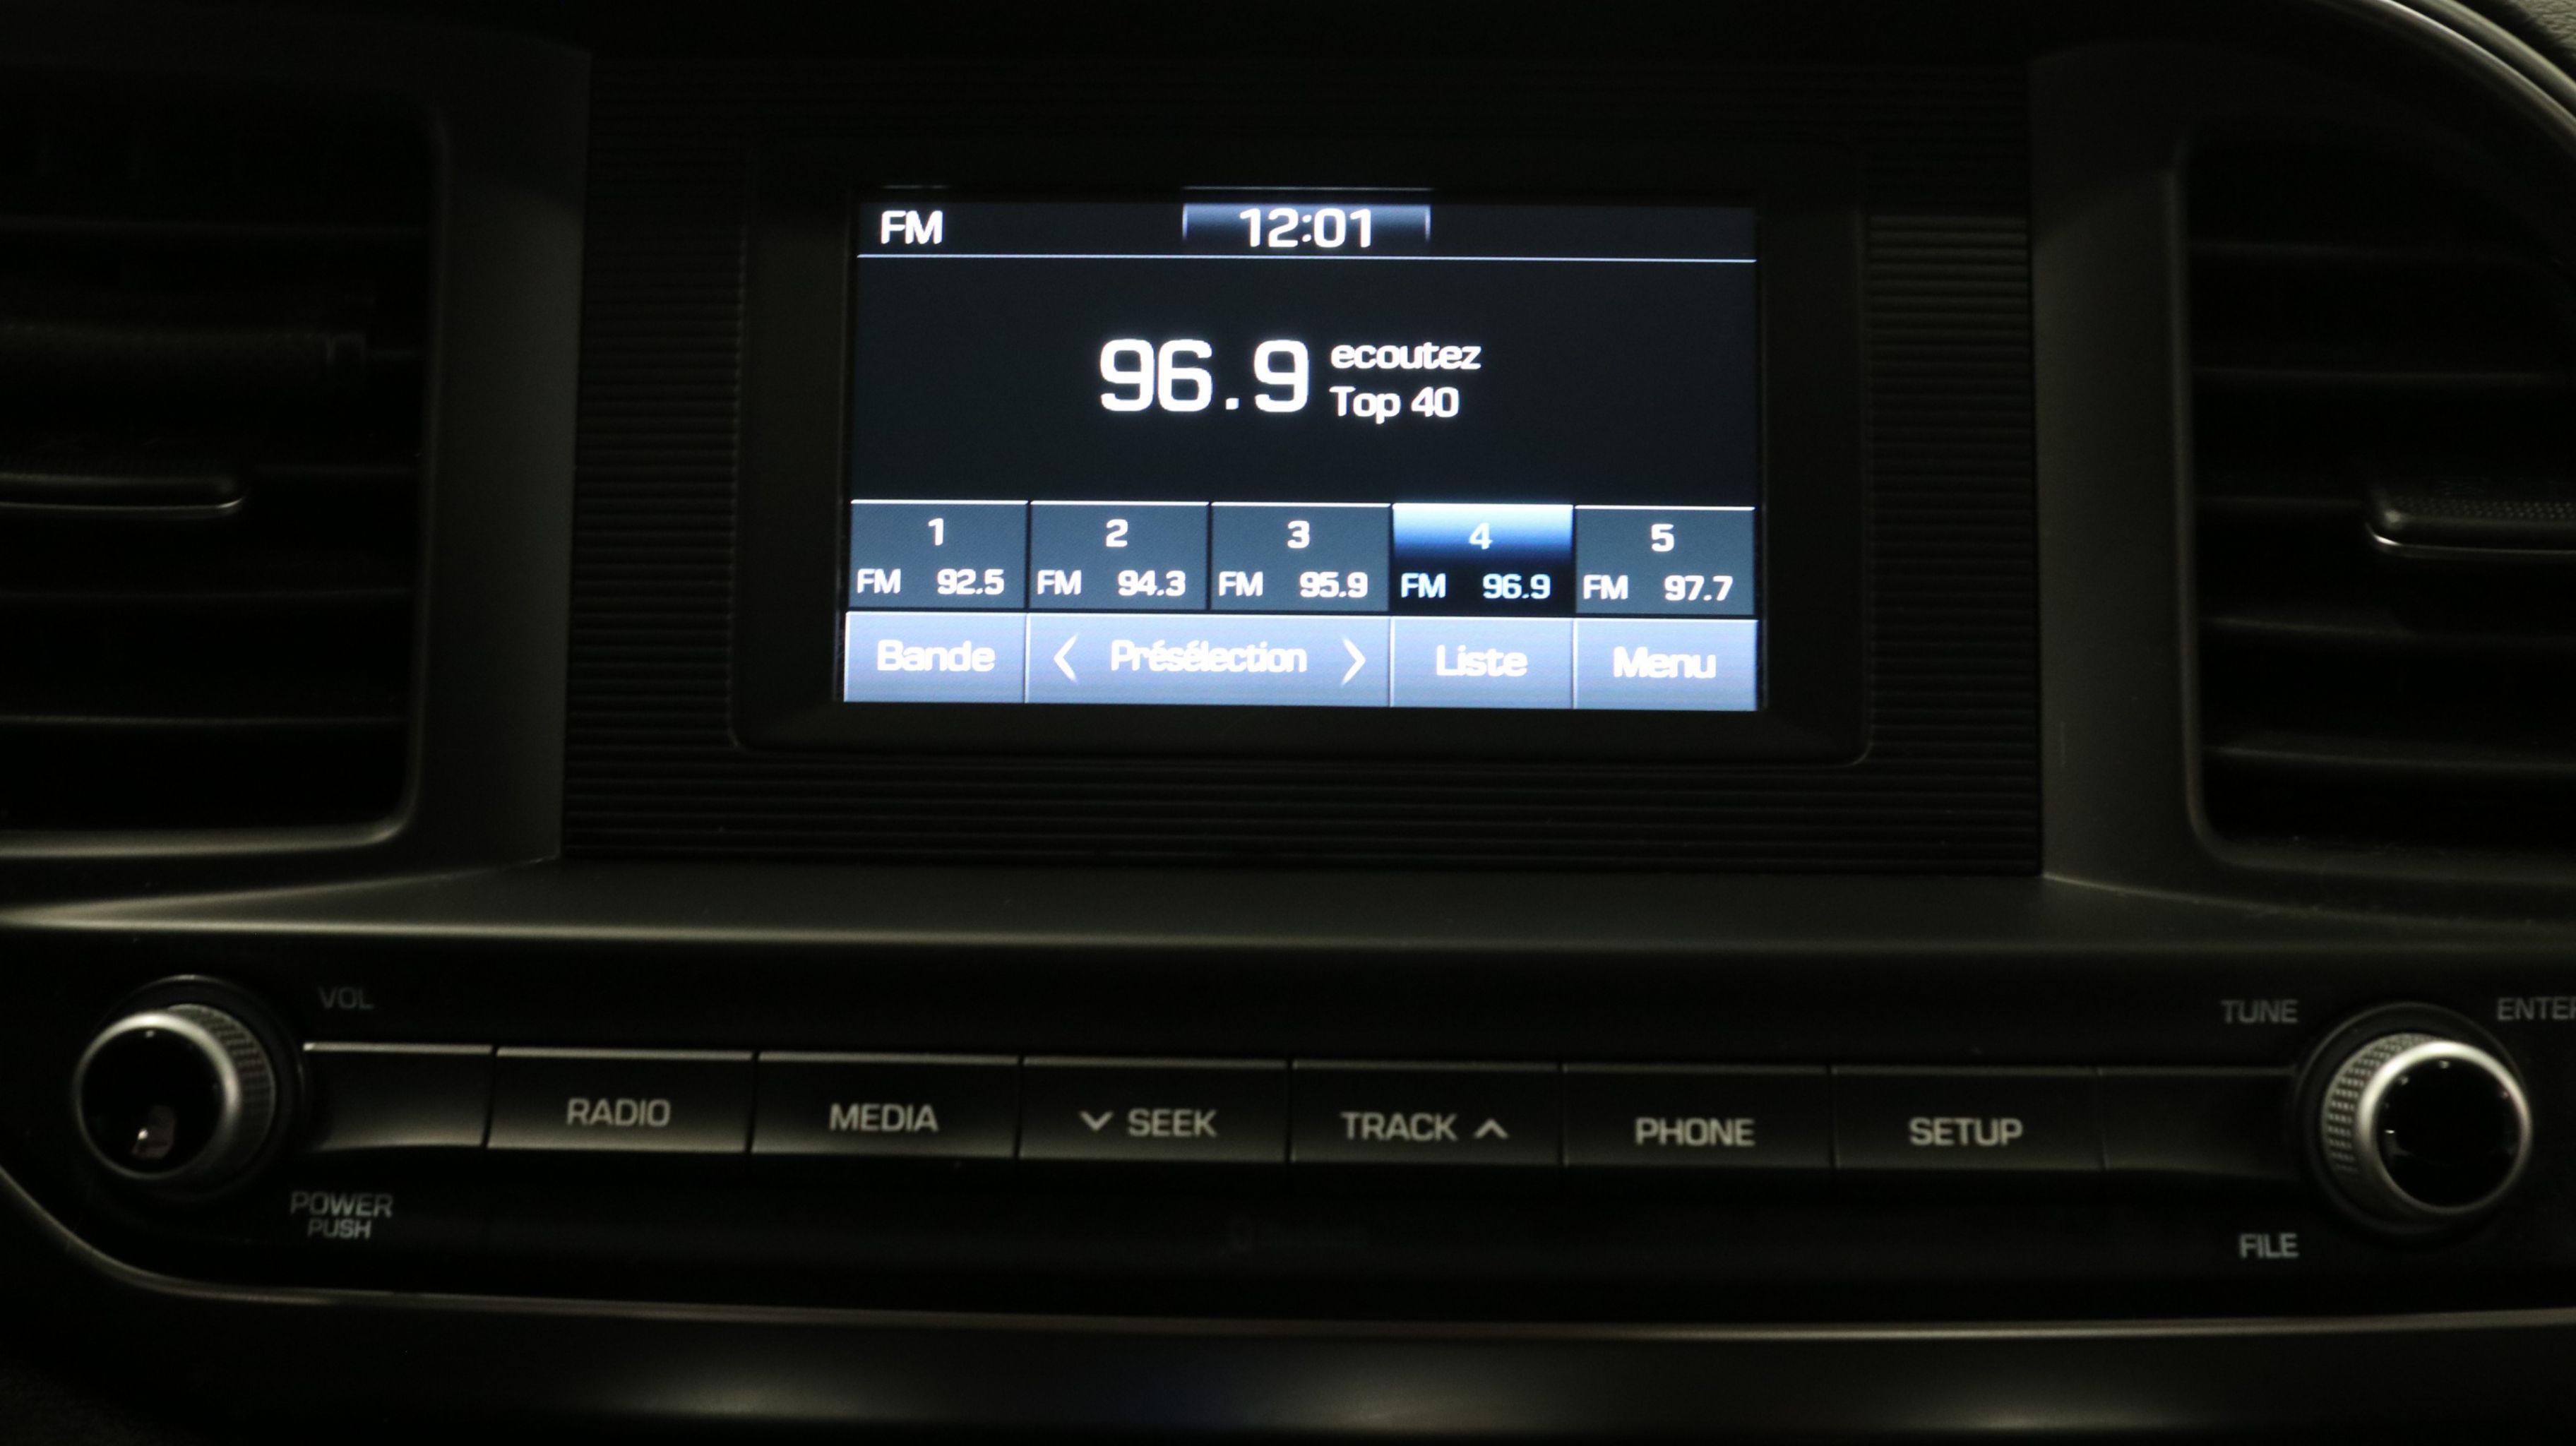 FM 12:01
96.9 ecoutez
Top 40
1 2 3 4 5
FM 92.5 FM 94.3 FM 95.9 FM 96.9 FM 97.7
Bande < Présélection > Liste Menu
VOL TUNE ENTER
RADIO MEDIA SEEK TRACK PHONE SETUP
POWER
PUSH
FILE